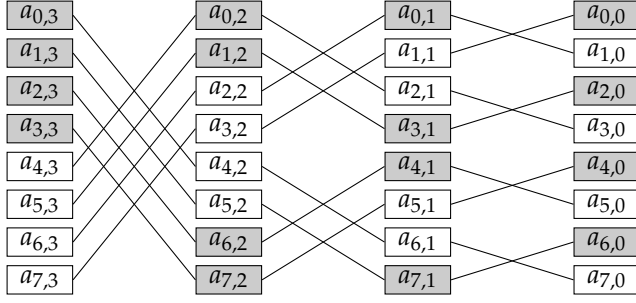 a0,3 a0,2 a0,1 a0,0
a1,3 a1,2 a1,1 a1,0
a2,3 a2,2 a2,1 a2,0
a3,3 a3,2 a3,1 a3,0
a4,3 a4,2 a4,1 a4,0
a5,3 a5,2 a5,1 a5,0
a6,3 a6,2 a6,1 a6,0
a7,3 a7,2 a7,1 a7,0